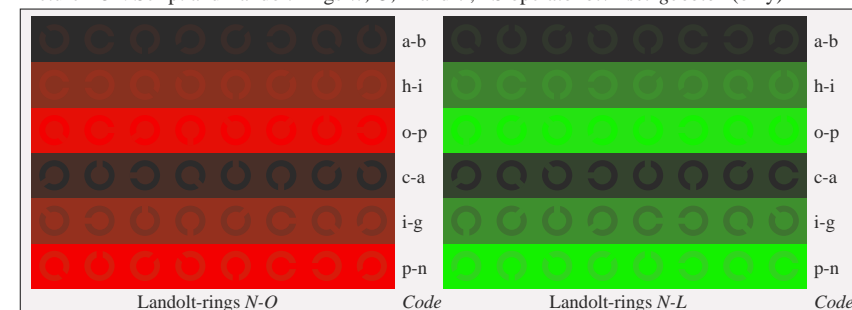 a-b a-b
h-i h-i
o-p o-p
c-a c-a
i-g i-g
p-n p-n
Landolt-rings N-O Code Landolt-rings N-L Code